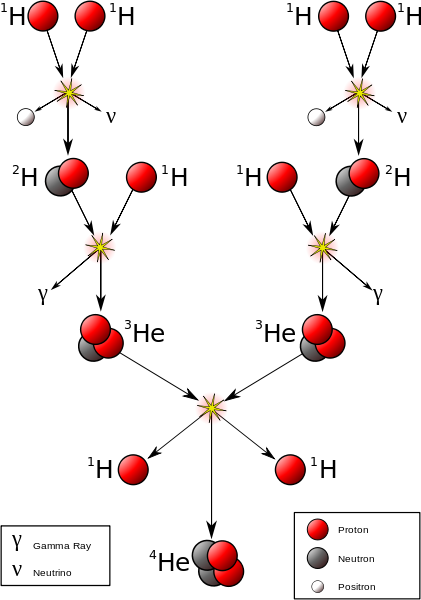 ¹H ¹H ¹H ¹H
ν ν
²H ¹H ¹H ²H
γ γ
³He ³He
¹H ¹H
⁴He
γ Gamma Ray
ν Neutrino
Proton
Neutron
Positron